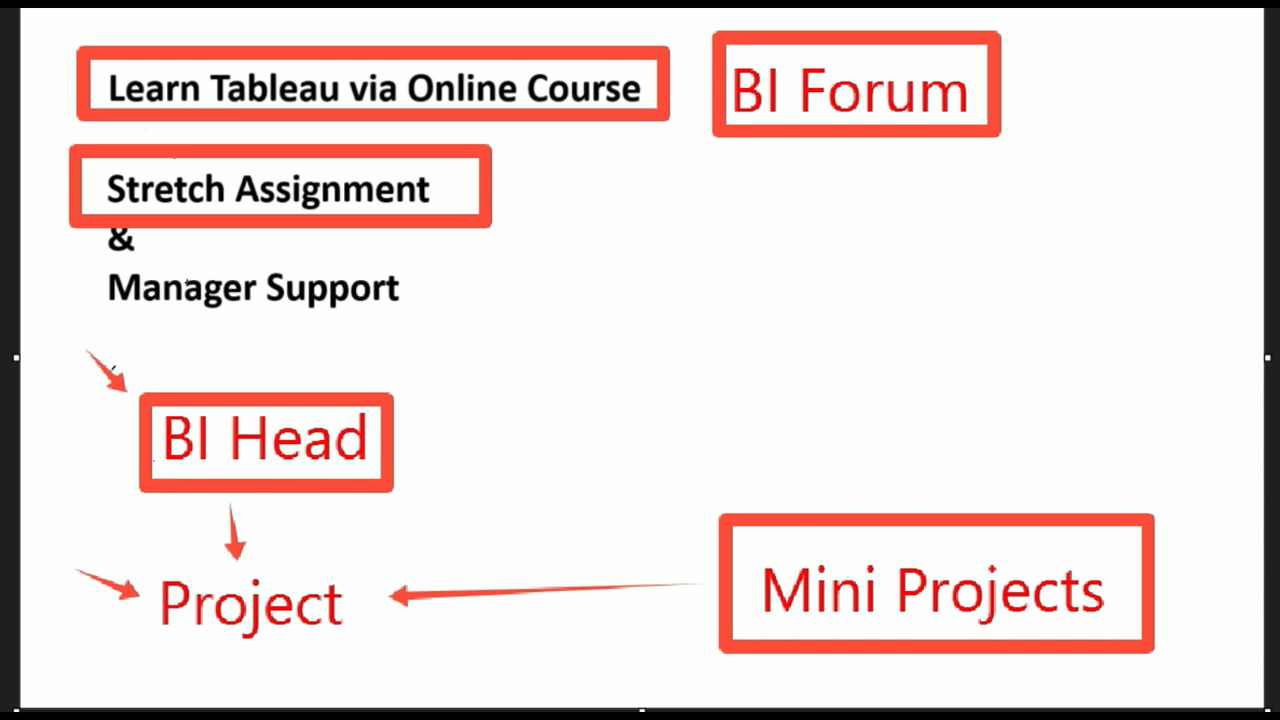 Learn Tableau via Online Course
BI Forum
Stretch Assignment
&
Manager Support
BI Head
Project
Mini Projects